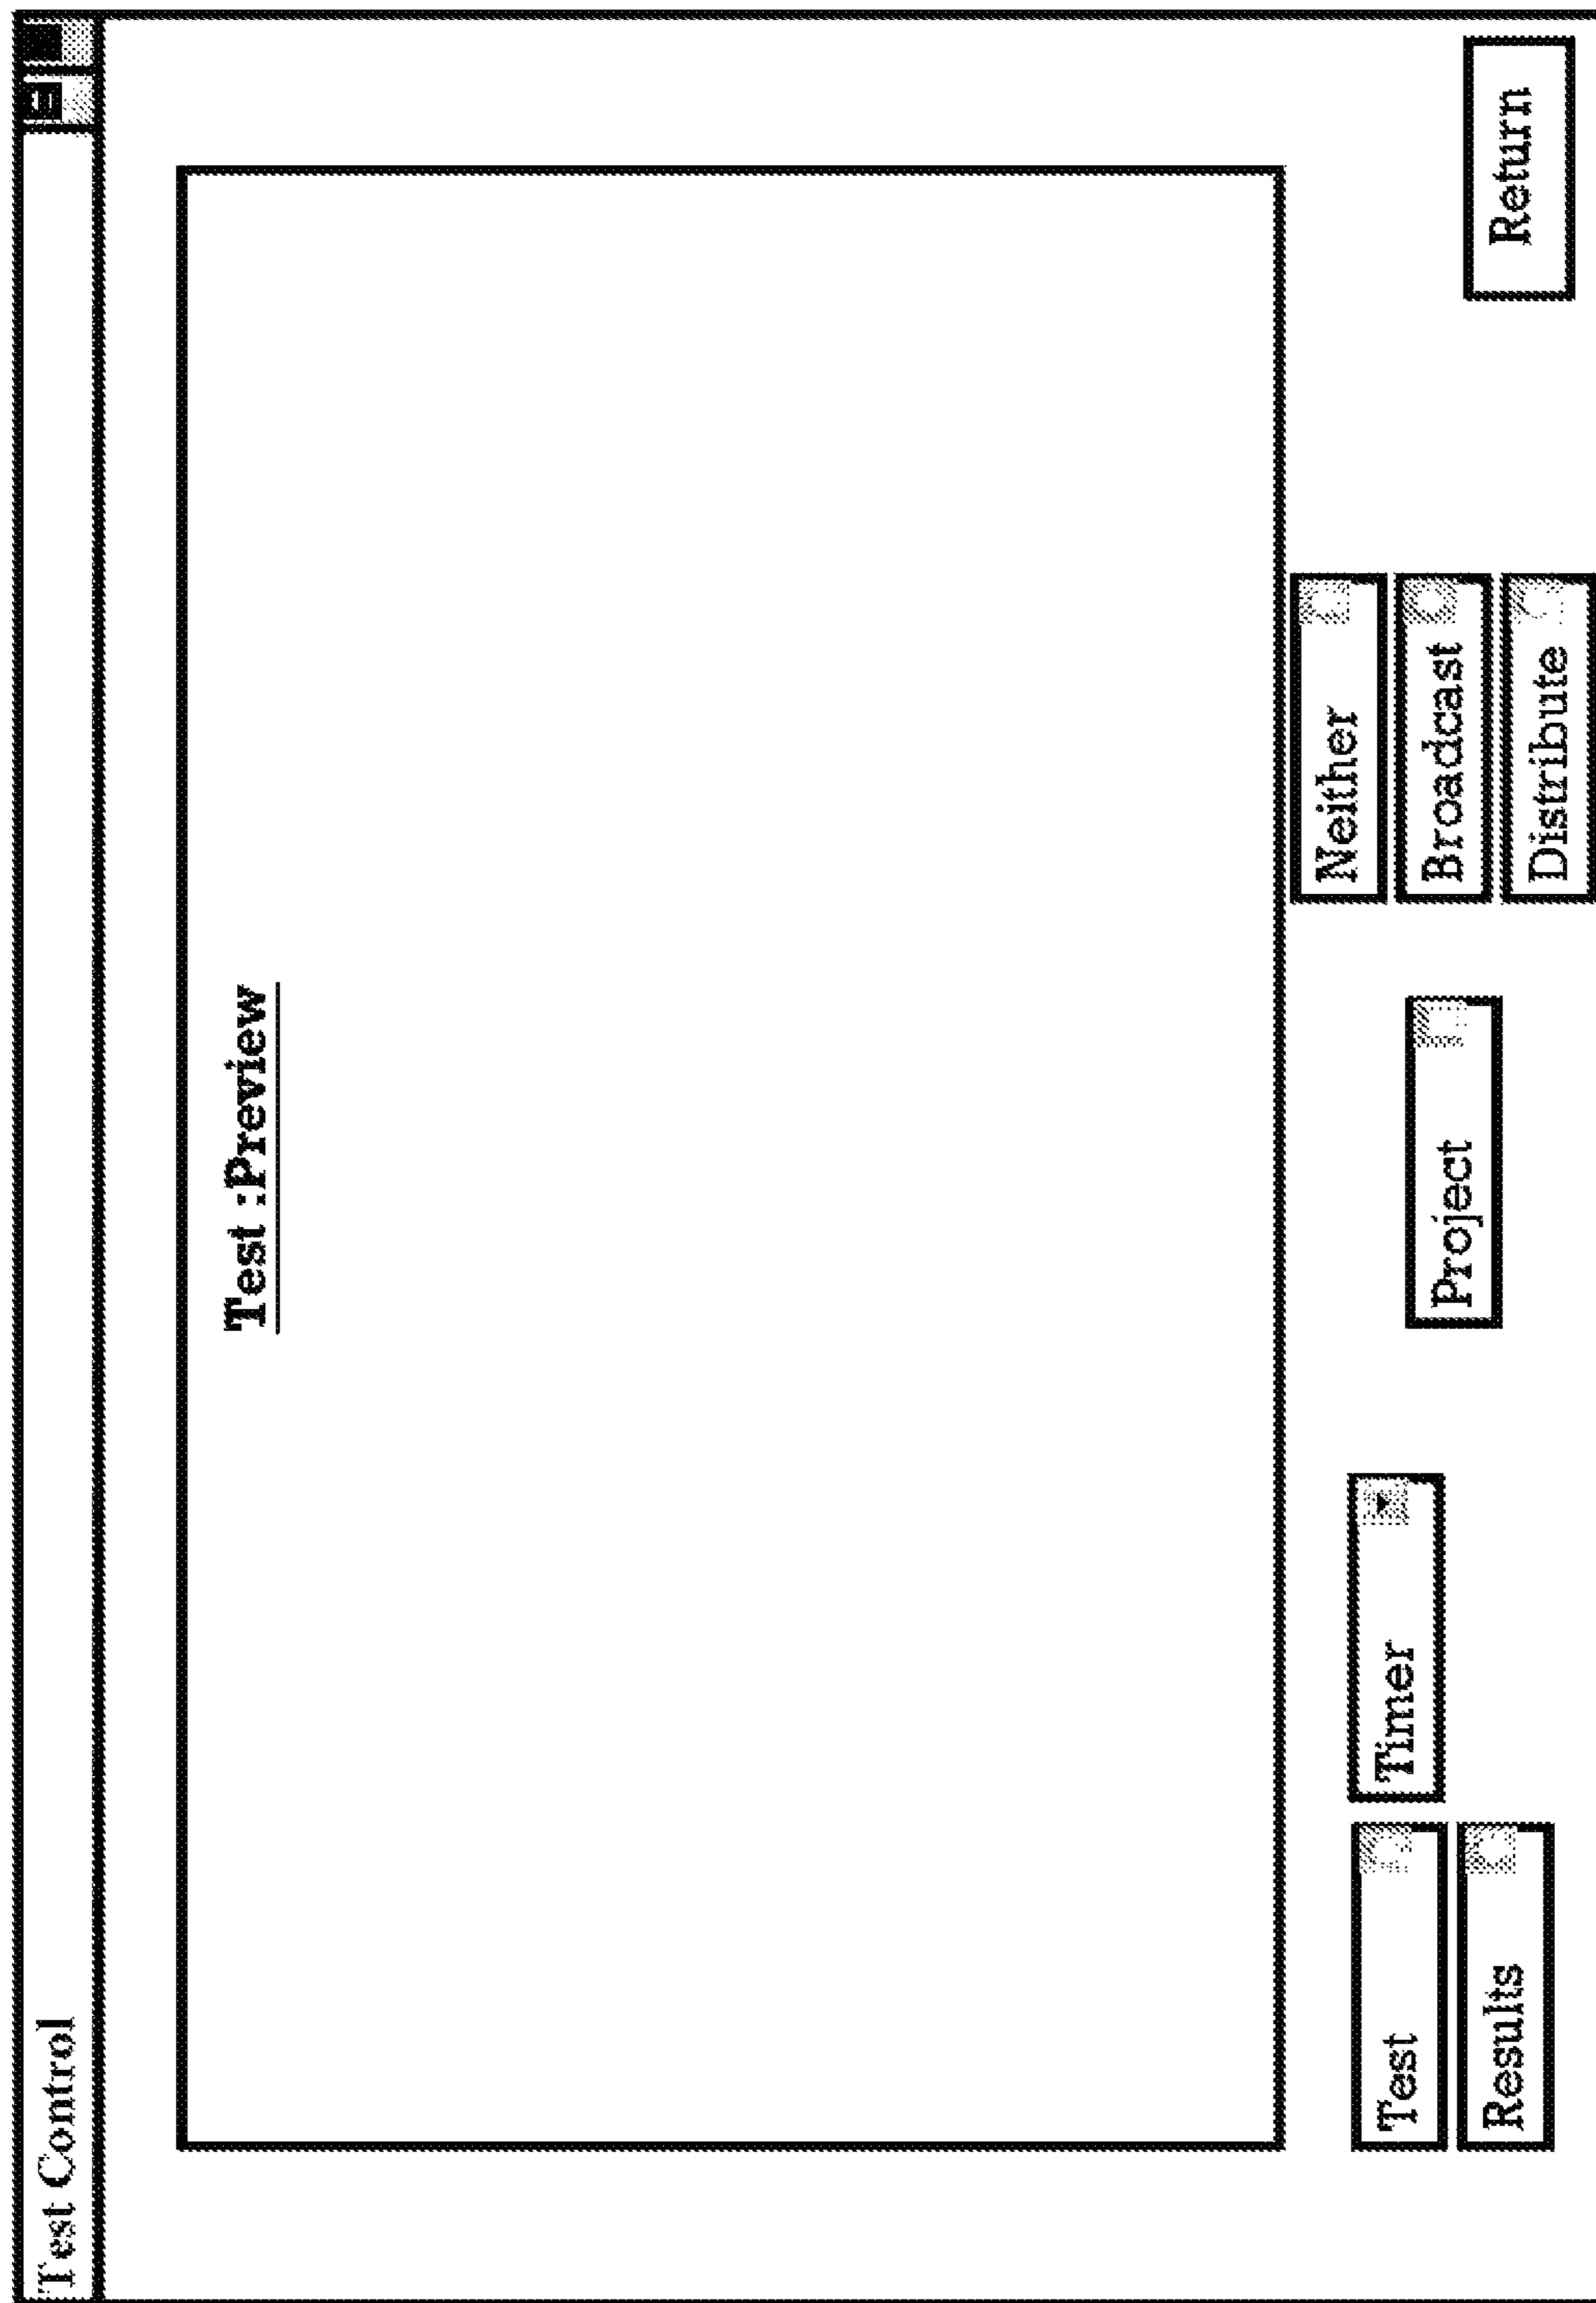 Test Control
Test :Preview
Test
Results
Timer
Project
Neither
Broadcast
Distribute
Return